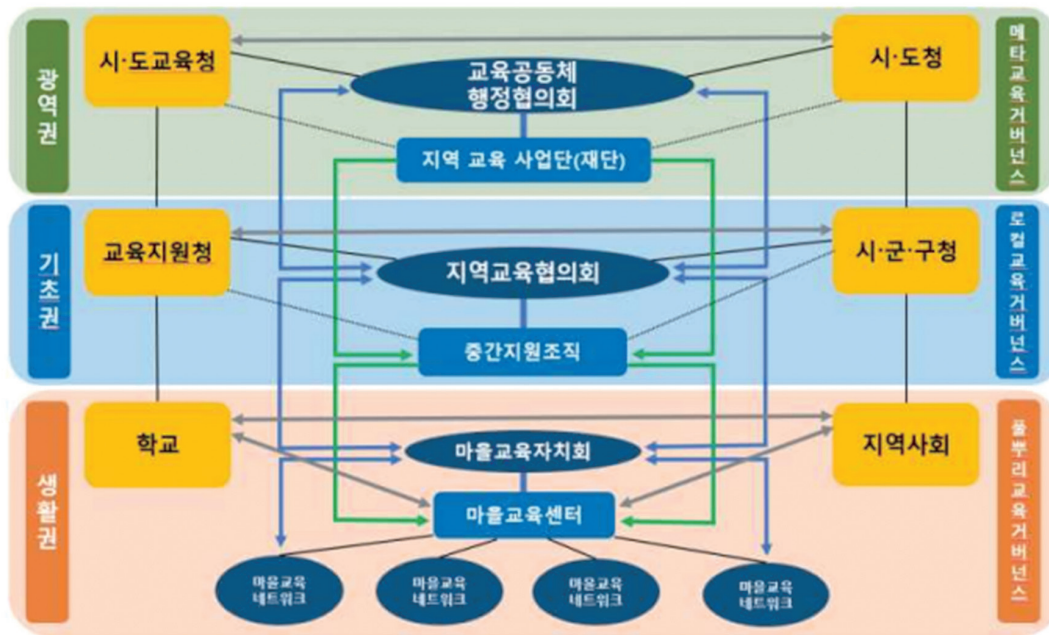 광역권
시·도교육청
교육공동체
행정협의회
시·도청
메타교육거버넌스
지역 교육 사업단(재단)
기초권
교육지원청
지역교육협의회
시·군·구청
로컬교육거버넌스
중간지원조직
생활권
학교
마을교육자치회
지역사회
풀뿌리교육거버넌스
마을교육센터
마을교육
네트워크
마을교육
네트워크
마을교육
네트워크
마을교육
네트워크